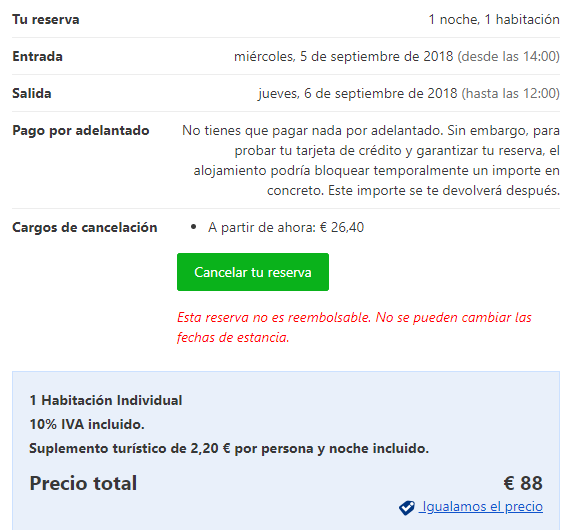 Tu reserva 1 noche, 1 habitación
Entrada miércoles, 5 de septiembre de 2018 (desde las 14:00)
Salida jueves, 6 de septiembre de 2018 (hasta las 12:00)
Pago por adelantado No tienes que pagar nada por adelantado. Sin embargo, para
probar tu tarjeta de crédito y garantizar tu reserva, el
alojamiento podría bloquear temporalmente un importe en
concreto. Este importe se te devolverá después.
Cargos de cancelación • A partir de ahora: € 26,40
Cancelar tu reserva
Esta reserva no es reembolsable. No se pueden cambiar las
fechas de estancia.
1 Habitación Individual
10% IVA incluido.
Suplemento turístico de 2,20 € por persona y noche incluido.
Precio total € 88
Igualamos el precio